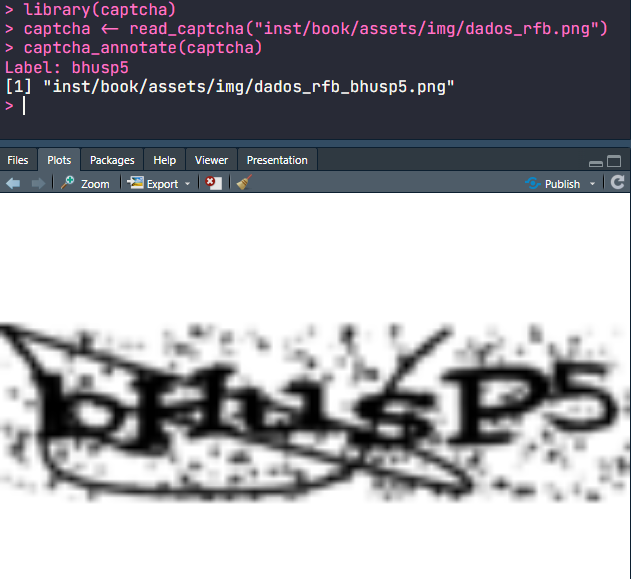 > library(captcha)
> captcha <- read_captcha("inst/book/assets/img/dados_rfb.png")
> captcha_annotate(captcha)
Label: bhusp5
[1] "inst/book/assets/img/dados_rfb_bhusp5.png"
>
Files Plots Packages Help Viewer Presentation
Zoom Export Publish
bHusP5